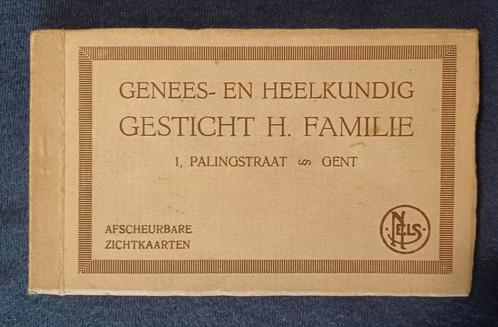 GENEES- EN HEELKUNDIG
GESTICHT H. FAMILIE
1, PALINGSTRAAT GENT
AFSCHEURBARE
ZICHTKAARTEN
NELS